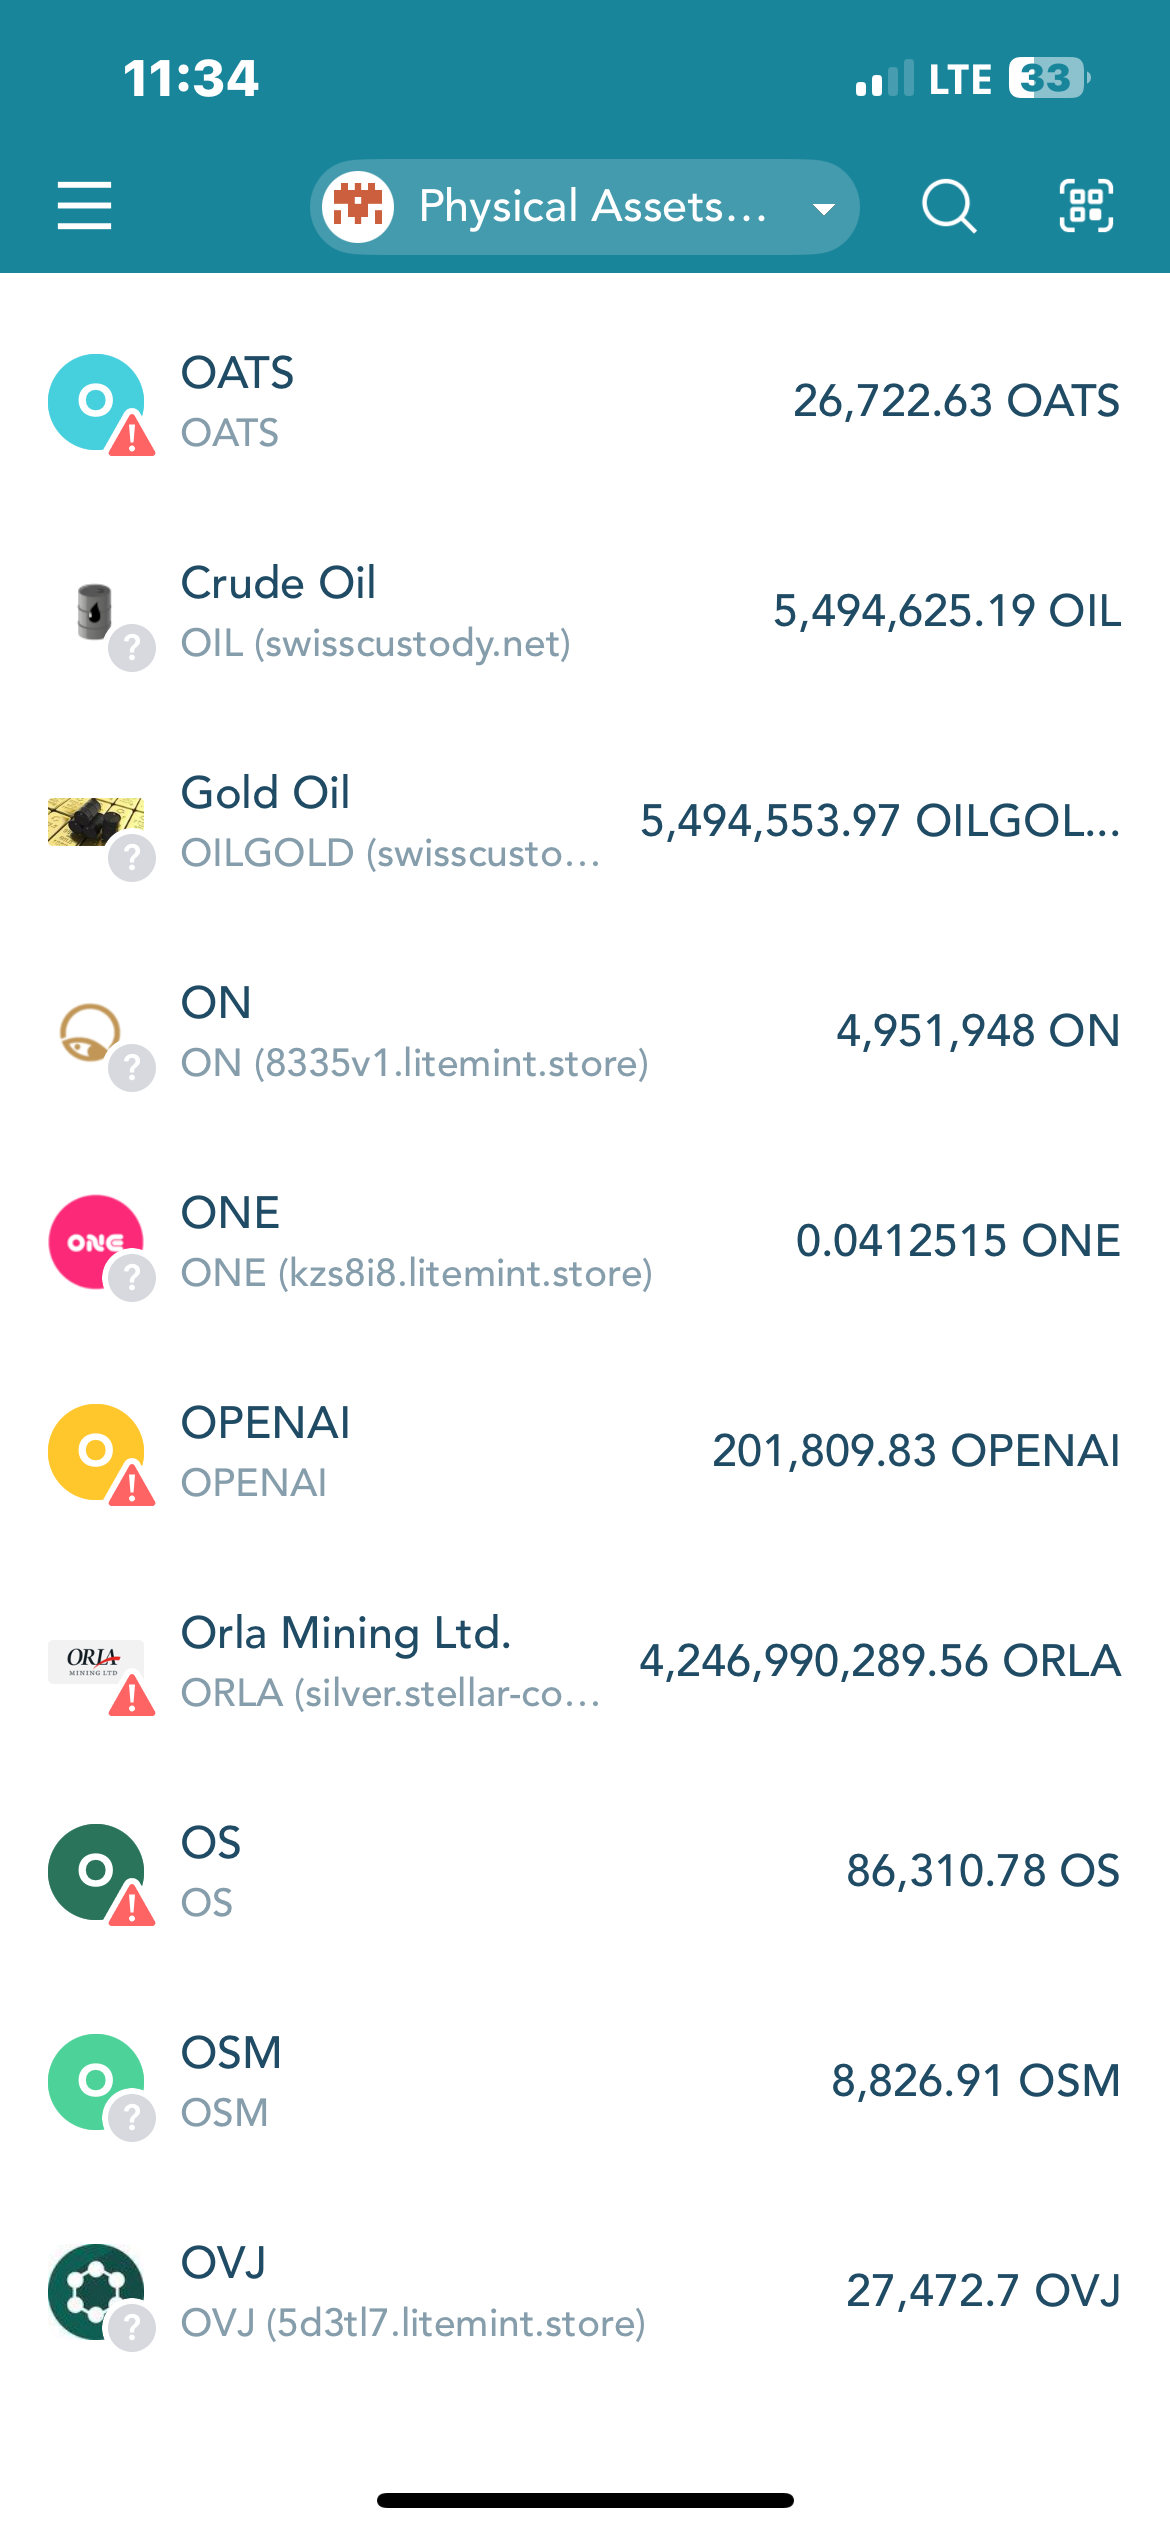 11:34
LTE 33
Physical Assets...
OATS
OATS
26,722.63 OATS
Crude Oil
OIL (swisscustody.net)
5,494,625.19 OIL
Gold Oil
OILGOLD (swisscusto...
5,494,553.97 OILGOL...
ON
ON (8335v1.litemint.store)
4,951,948 ON
ONE
ONE
ONE (kzs8i8.litemint.store)
0.0412515 ONE
O
OPENAI
OPENAI
201,809.83 OPENAI
ORLA
MINING LTD
Orla Mining Ltd.
ORLA (silver.stellar-co...
4,246,990,289.56 ORLA
O
OS
OS
86,310.78 OS
O
OSM
OSM
8,826.91 OSM
OVJ
OVJ (5d3tl7.litemint.store)
27,472.7 OVJ